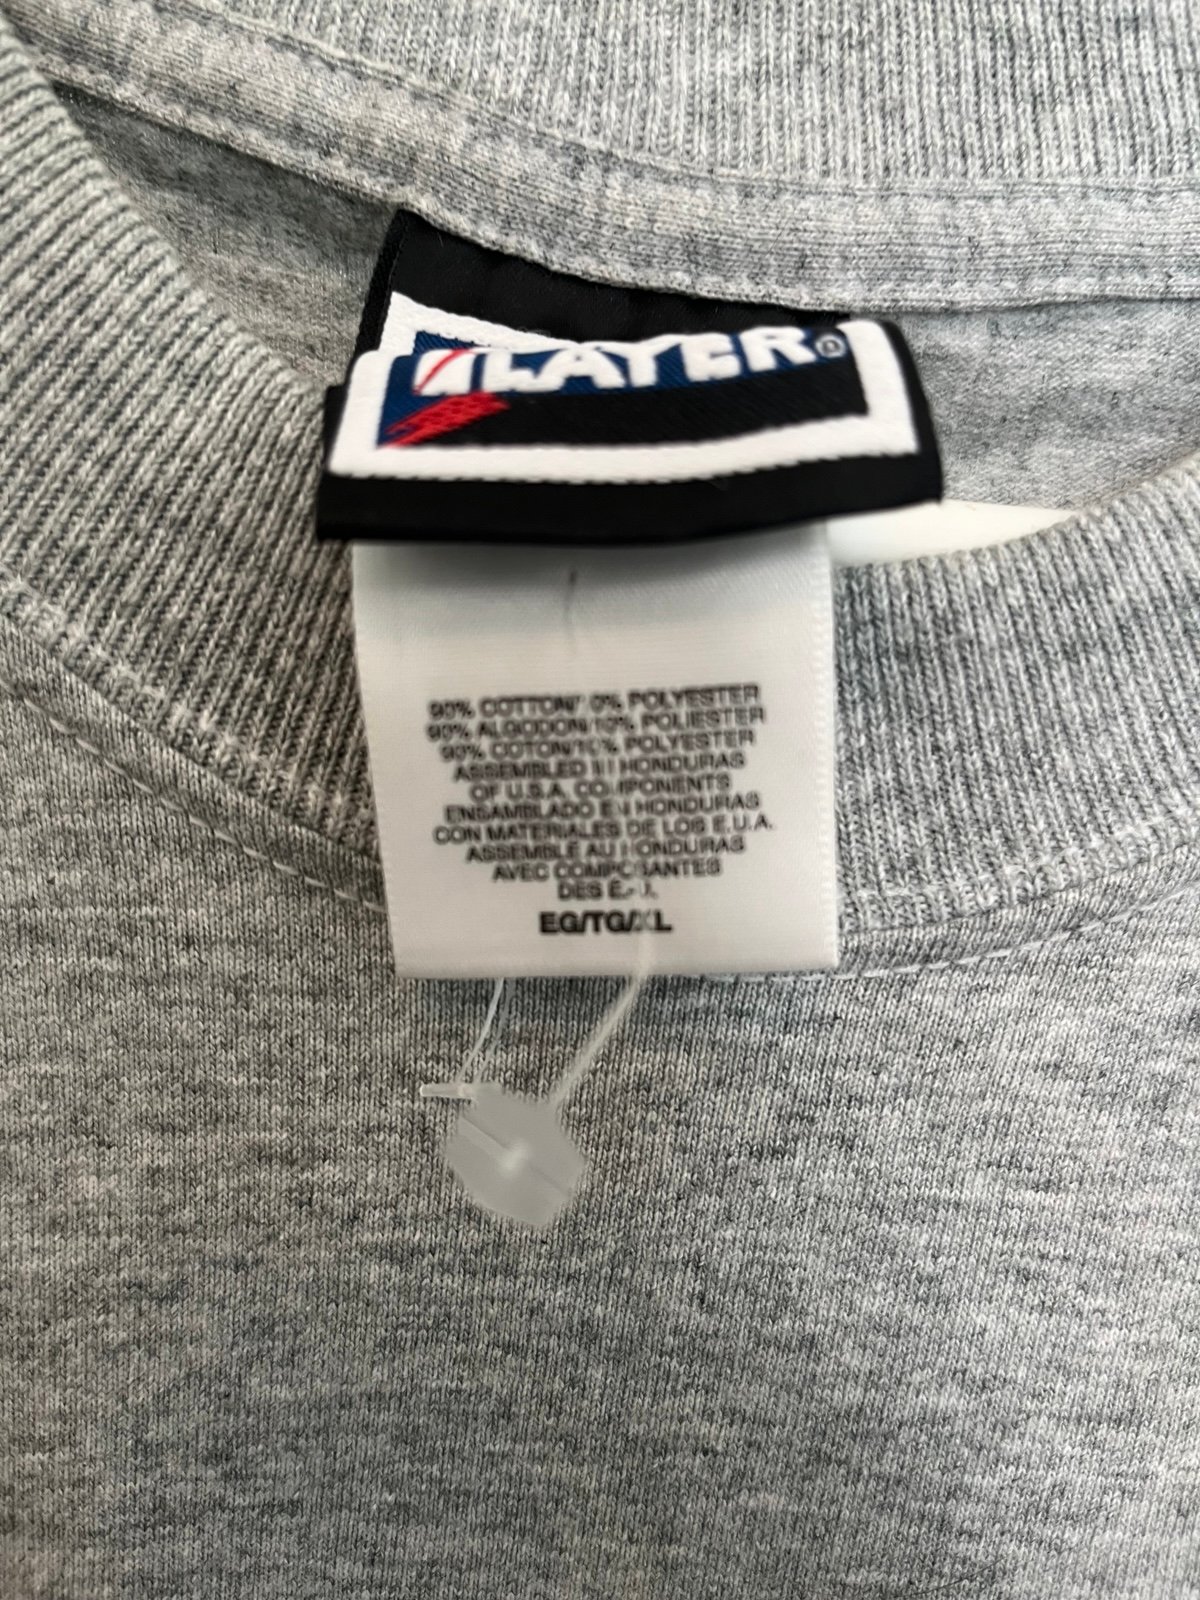 LAYER®
90% COTTON/10% POLYESTER
90% ALGODON/10% POLIESTER
90% COTON/10% POLYESTER
ASSEMBLED IN HONDURAS
OF U.S.A. COMPONENTS
ENSAMBLADO EN HONDURAS
CON MATERIALES DE LOS E.U.A.
ASSEMBLE AU HONDURAS
AVEC COMPOSANTES
DES É.-U.
EG/TG/XL